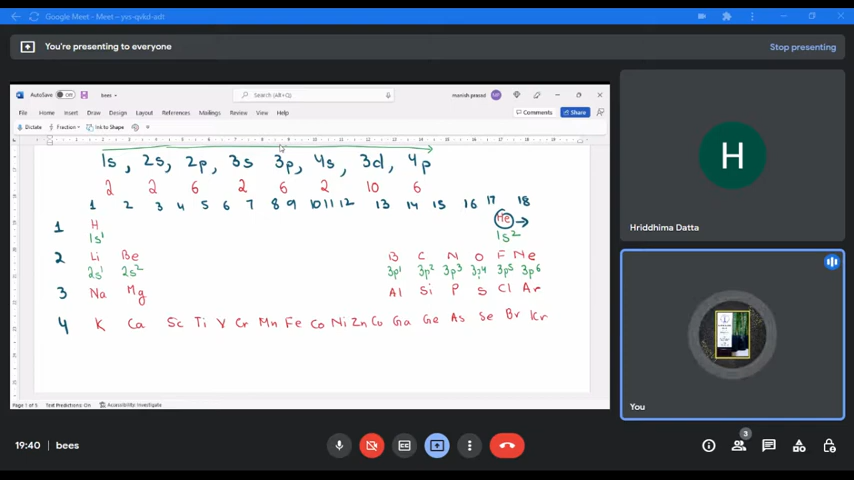 Google Meet - Meet – yvs-qvkd-adt
You're presenting to everyone
Stop presenting
AutoSave Off
bees
Search (Alt+Q)
manish prasad
MP
File Home Insert Draw Design Layout References Mailings Review View Help
Comments Share
Dictate Fraction Ink to Shape
1s, 2s, 2p, 3s 3p, 4s, 3d, 4p
2 2 6 2 6 2 10 6
1 2 3 4 5 6 7 8 9 10 11 12 13 14 15 16 17 18
1 H He
1s¹ 1s²
2 Li Be B C N O F Ne
2s¹ 2s² 3p¹ 3p² 3p³ 3p4 3p5 3p6
3 Na Mg Al Si P S Cl Ar
4 K Ca Sc Ti V Cr Mn Fe Co Ni Zn Cu Ga Ge As Se Br Kr
Page 1 of 5 Text Predictions: On Accessibility: Investigate
H
Hriddhima Datta
You
19:40 bees
3